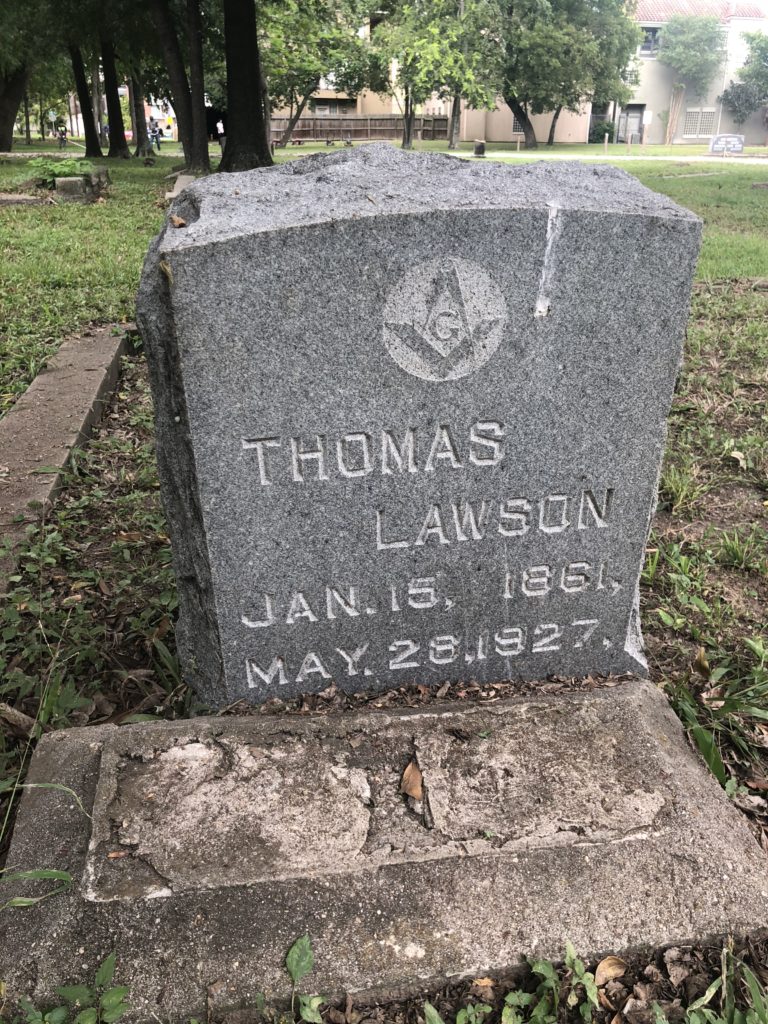 G
THOMAS
LAWSON
JAN. 15, 1861,
MAY. 28, 1927,